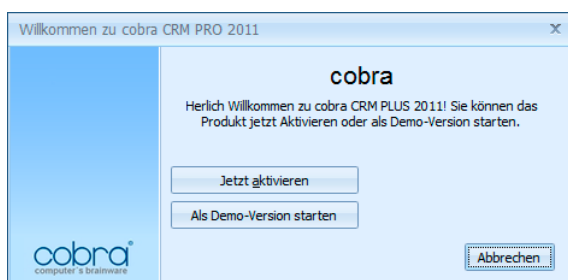 Willkommen zu cobra CRM PRO 2011
x
cobra
Herlich Willkommen zu cobra CRM PLUS 2011! Sie können das
Produkt jetzt Aktivieren oder als Demo-Version starten.
Jetzt aktivieren
Als Demo-Version starten
cobra®
computer's brainware
Abbrechen